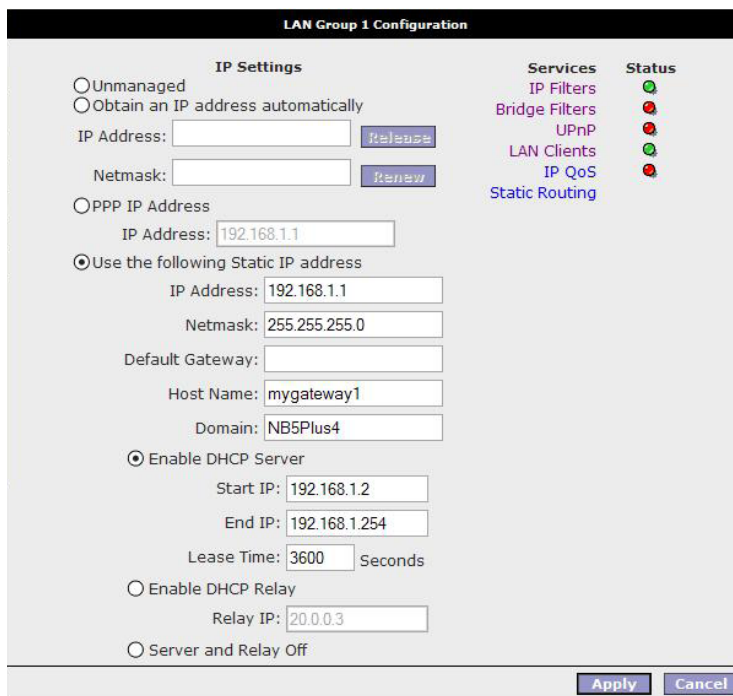 LAN Group 1 Configuration
IP Settings
Unmanaged
Obtain an IP address automatically
IP Address:
Release
Netmask:
Renew
PPP IP Address
IP Address: 192.168.1.1
Use the following Static IP address
IP Address: 192.168.1.1
Netmask: 255.255.255.0
Default Gateway:
Host Name: mygateway1
Domain: NB5Plus4
Enable DHCP Server
Start IP: 192.168.1.2
End IP: 192.168.1.254
Lease Time: 3600 Seconds
Enable DHCP Relay
Relay IP: 20.0.0.3
Server and Relay Off
Services Status
IP Filters
Bridge Filters
UPnP
LAN Clients
IP QoS
Static Routing
Apply Cancel